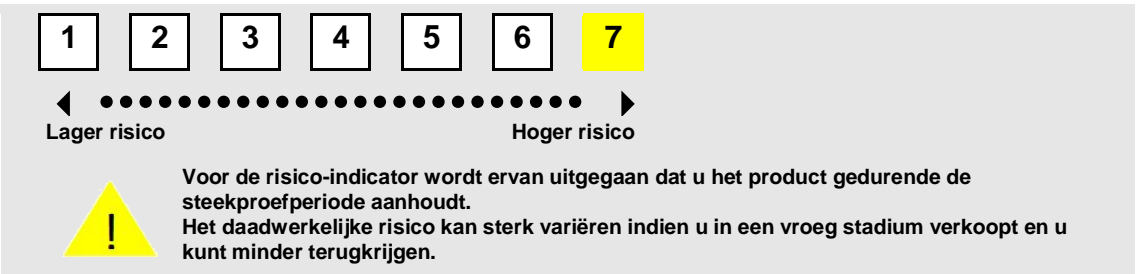 1 2 3 4 5 6 7
Lager risico Hoger risico
Voor de risico-indicator wordt ervan uitgegaan dat u het product gedurende de
steekproefperiode aanhoudt.
Het daadwerkelijke risico kan sterk variëren indien u in een vroeg stadium verkoopt en u
kunt minder terugkrijgen.
!